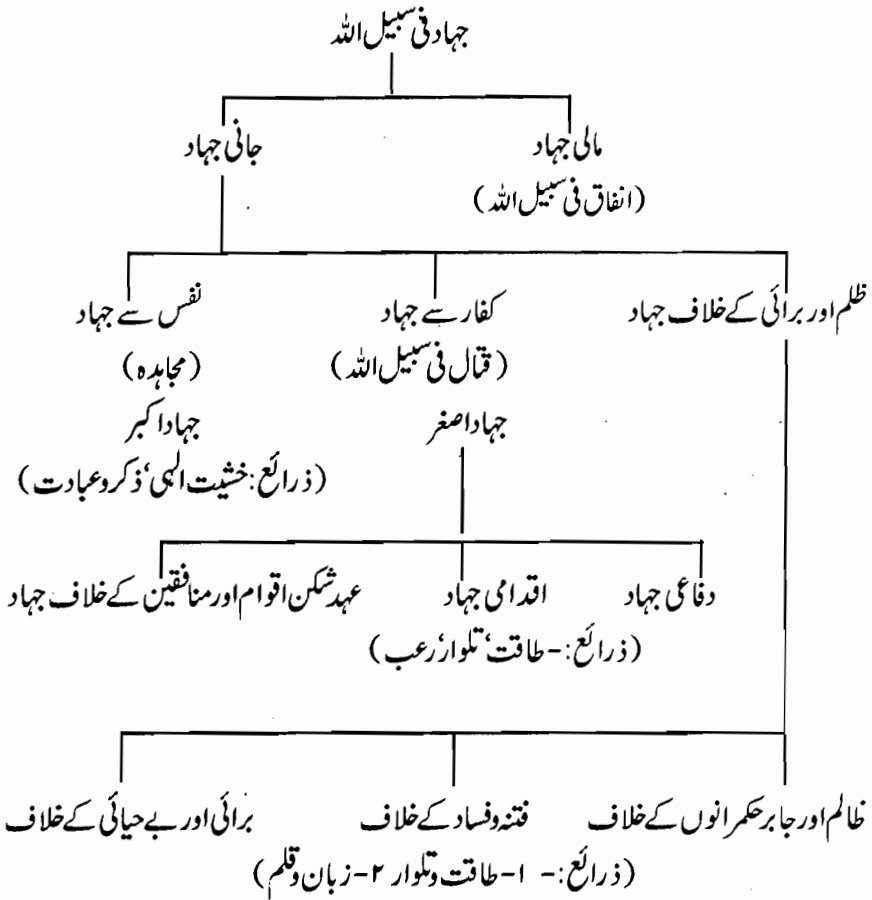 جہاد فی سبیل اللہ
مالی جہاد جانی جہاد
(انفاق فی سبیل اللہ)
ظلم اور برائی کے خلاف جہاد کفار سے جہاد نفس سے جہاد
(قتال فی سبیل اللہ) (مجاہدہ)
جہاد اصغر جہاد اکبر
(ذرائع: خشیت الہی، ذکر و عبادت)
دفاعی جہاد اقدامی جہاد عہد شکن اقوام اور منافقین کے خلاف جہاد
(ذرائع:- طاقت، تلوار، رعب)
ظالم اور جابر حکمرانوں کے خلاف فتنہ و فساد کے خلاف برائی اور بے حیائی کے خلاف
(ذرائع:- ۱- طاقت و تلوار ۲- زبان و قلم)